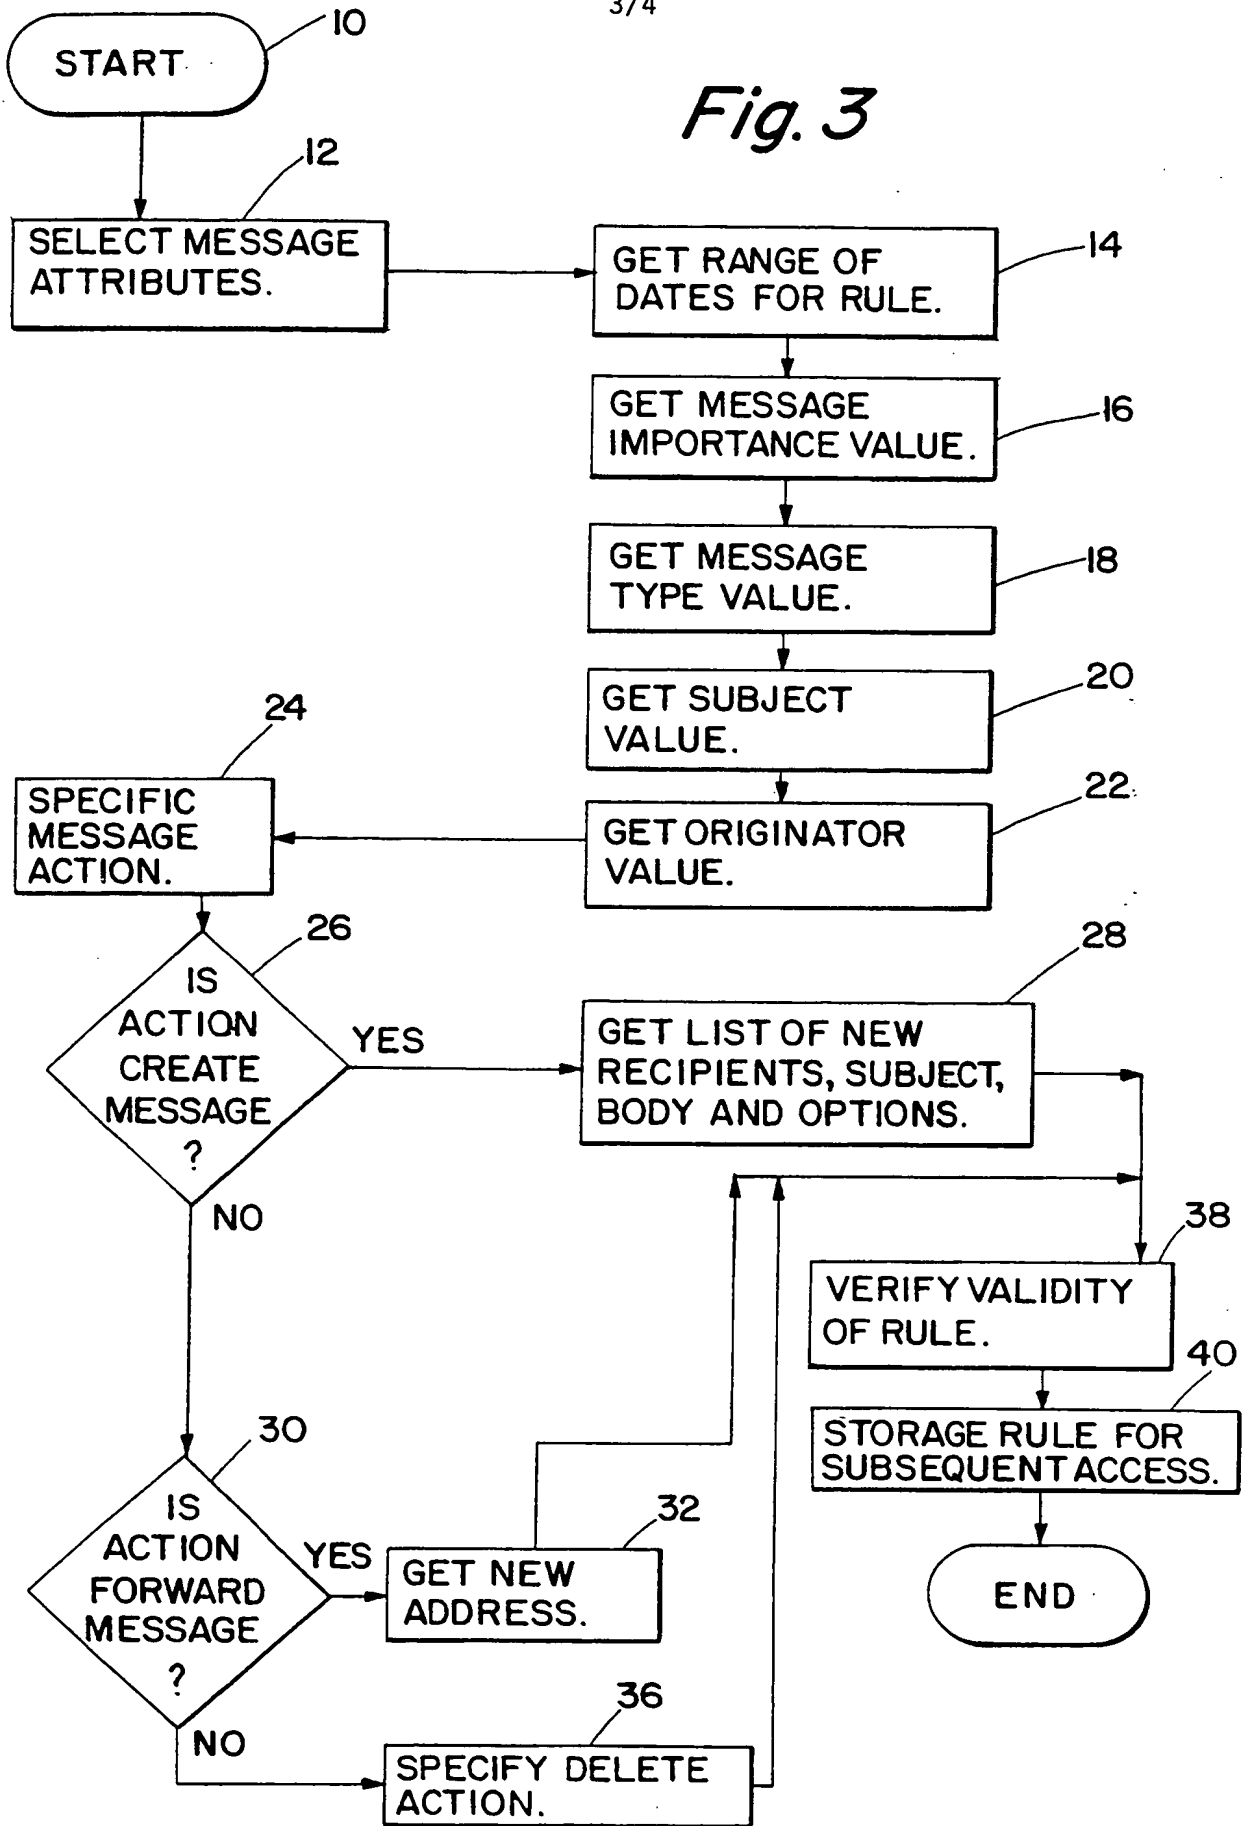 3/4
Fig. 3
10
START
12
SELECT MESSAGE
ATTRIBUTES.
14
GET RANGE OF
DATES FOR RULE.
16
GET MESSAGE
IMPORTANCE VALUE.
18
GET MESSAGE
TYPE VALUE.
20
GET SUBJECT
VALUE.
22
GET ORIGINATOR
VALUE.
24
SPECIFIC
MESSAGE
ACTION.
26
IS
ACTION
CREATE
MESSAGE
?
YES
NO
28
GET LIST OF NEW
RECIPIENTS, SUBJECT,
BODY AND OPTIONS.
30
IS
ACTION
FORWARD
MESSAGE
?
YES
NO
32
GET NEW
ADDRESS.
36
SPECIFY DELETE
ACTION.
38
VERIFY VALIDITY
OF RULE.
40
STORAGE RULE FOR
SUBSEQUENT ACCESS.
END